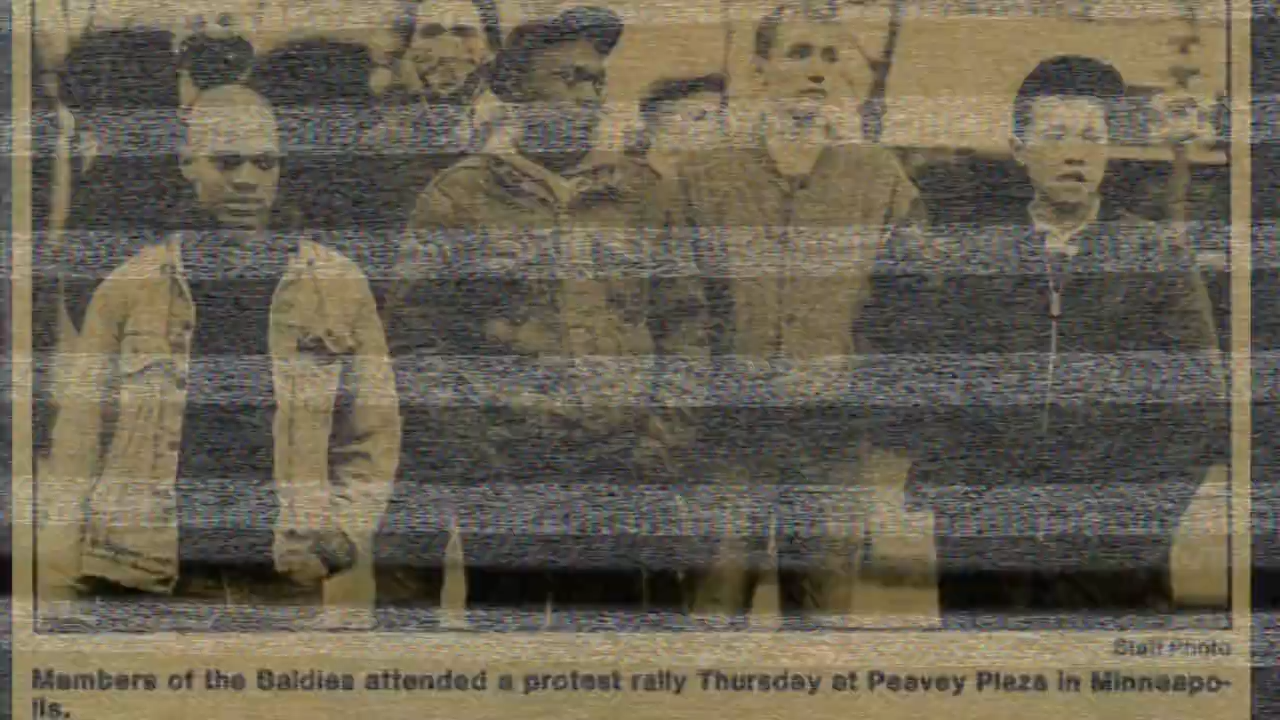 Staff Photo
Members of the Baldies attended a protest rally Thursday at Peavey Plaza in Minneapo-
lis.